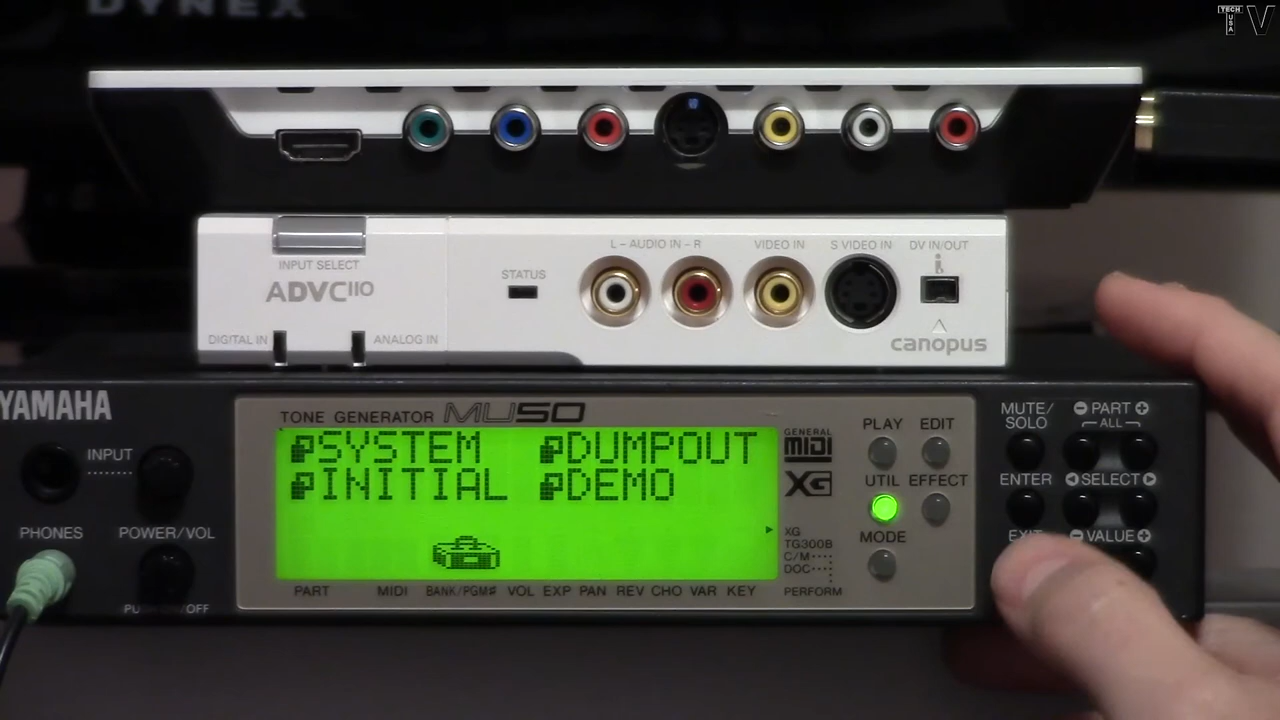 DYNEX
TECH
USA
TV
INPUT SELECT
ADVC110
DIGITAL IN
ANALOG IN
STATUS
L – AUDIO IN – R
VIDEO IN
S VIDEO IN
DV IN/OUT
canopus
YAMAHA
INPUT
PHONES
POWER/VOL
TONE GENERATOR MU50
SYSTEM
DUMPOUT
INITIAL
DEMO
PART
MIDI
BANK/PGM#
VOL
EXP
PAN
REV
CHO
VAR
KEY
GENERAL
MIDI
XG
XG
TG300B
C/M
DOC
PERFORM
PLAY
EDIT
UTIL
EFFECT
MODE
MUTE/
SOLO
PART
ALL
ENTER
SELECT
EXIT
VALUE